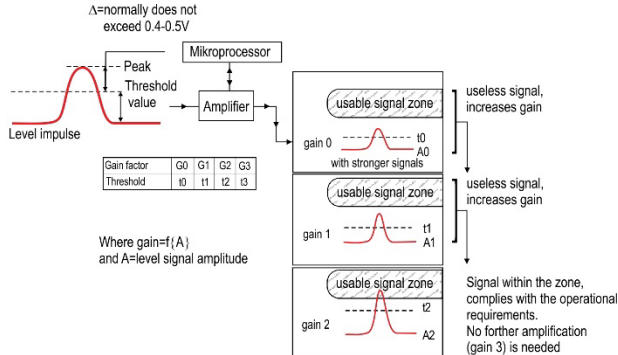 Δ=normally does not
exceed 0.4-0.5V
Mikroprocessor
Peak
Threshold
value
Amplifier
Level impulse
Gain factor G0 G1 G2 G3
Threshold t0 t1 t2 t3
Where gain=f{A}
and A=level signal amplitude
usable signal zone
gain 0
t0
A0
with stronger signals
useless signal,
increases gain
usable signal zone
gain 1
t1
A1
useless signal,
increases gain
usable signal zone
gain 2
t2
A2
Signal within the zone,
complies with the operational
requirements.
No forther amplification
(gain 3) is needed